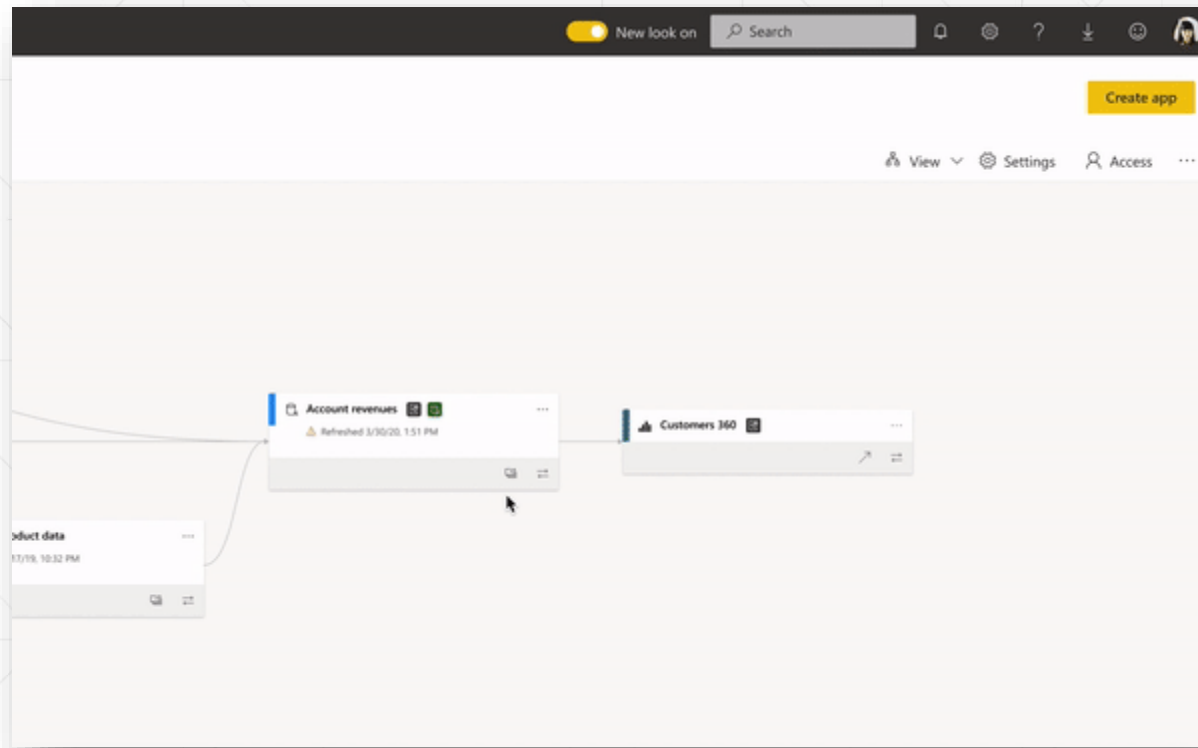 New look on
Search
Create app
View
Settings
Access
Account revenues
Refreshed 3/30/20, 1:51 PM
Customers 360
oduct data
17/19, 10:32 PM